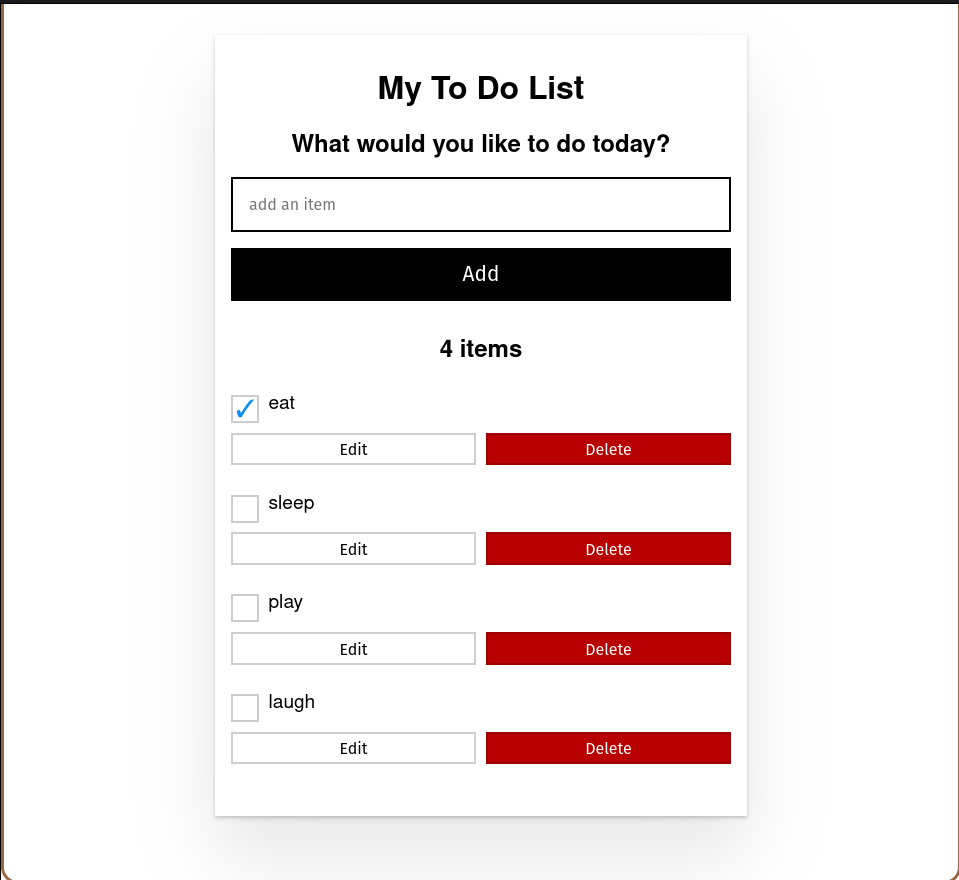 My To Do List
What would you like to do today?
add an item
Add
4 items
eat
Edit Delete
sleep
Edit Delete
play
Edit Delete
laugh
Edit Delete